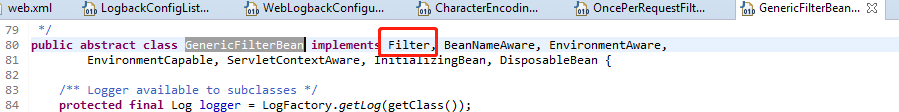 web.xml LogbackConfigList... WebLogbackConfigu... CharacterEncodin... OncePerRequestFilt... GenericFilterBean...
79 */
80 public abstract class GenericFilterBean implements Filter, BeanNameAware, EnvironmentAware,
81 EnvironmentCapable, ServletContextAware, InitializingBean, DisposableBean {
82
83 /** Logger available to subclasses */
84 protected final Log logger = LogFactory.getLog(getClass());